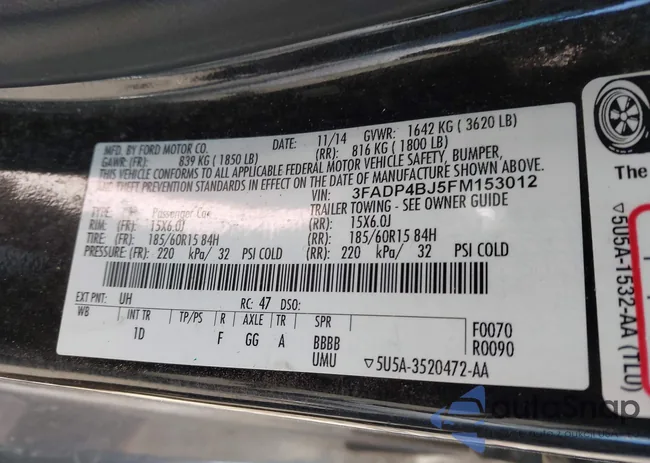 MFD. BY FORD MOTOR CO. DATE: 11/14 GVWR: 1642 KG ( 3620 LB)
GAWR: (FR): 839 KG ( 1850 LB) (RR): 816 KG ( 1800 LB)
THIS VEHICLE CONFORMS TO ALL APPLICABLE FEDERAL MOTOR VEHICLE SAFETY, BUMPER,
AND THEFT PREVENTION STANDARDS IN EFFECT ON THE DATE OF MANUFACTURE SHOWN ABOVE.
VIN: 3FADP4BJ5FM153012
TYPE: Passenger Car TRAILER TOWING - SEE OWNER GUIDE
RIM: (FR): 15X6.0J (RR): 15X6.0J
TIRE: (FR): 185/60R15 84H (RR): 185/60R15 84H
PRESSURE: (FR): 220 kPa/ 32 PSI COLD (RR): 220 kPa/ 32 PSI COLD
EXT PNT: UH RC: 47 DSO:
WB INT TR TP/PS R AXLE TR SPR
1D F GG A BBBB F0070
UMU R0090
▽5U5A-3520472-AA
The
▽5U5A-1532-AA (TLU)
autoSnap